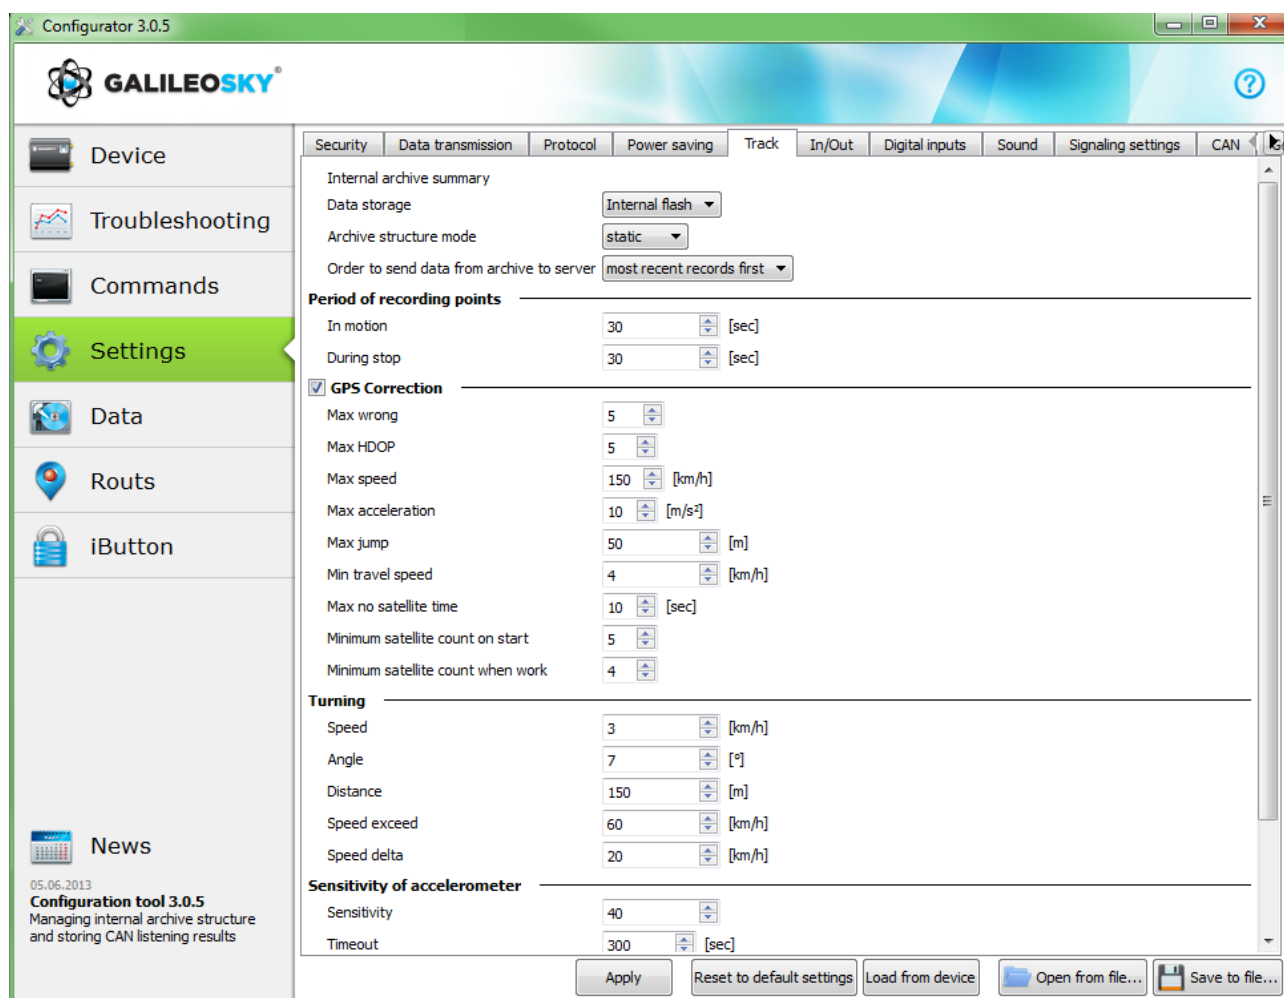 Configurator 3.0.5
GALILEOSKY®
?
Device
Troubleshooting
Commands
Settings
Data
Routs
iButton
News
05.06.2013
Configuration tool 3.0.5
Managing internal archive structure
and storing CAN listening results
Security Data transmission Protocol Power saving Track In/Out Digital inputs Sound Signaling settings CAN
Internal archive summary
Data storage Internal flash
Archive structure mode static
Order to send data from archive to server most recent records first
Period of recording points
In motion 30 [sec]
During stop 30 [sec]
GPS Correction
Max wrong 5
Max HDOP 5
Max speed 150 [km/h]
Max acceleration 10 [m/s²]
Max jump 50 [m]
Min travel speed 4 [km/h]
Max no satellite time 10 [sec]
Minimum satellite count on start 5
Minimum satellite count when work 4
Turning
Speed 3 [km/h]
Angle 7 [°]
Distance 150 [m]
Speed exceed 60 [km/h]
Speed delta 20 [km/h]
Sensitivity of accelerometer
Sensitivity 40
Timeout 300 [sec]
Apply Reset to default settings Load from device Open from file... Save to file...